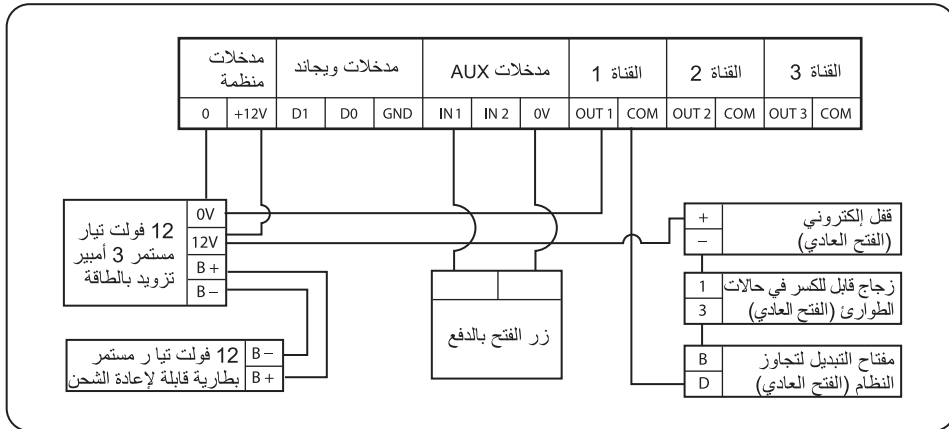 مدخلات
منظمة
مدخلات ويجاند
مدخلات AUX
القناة 1
القناة 2
القناة 3
0
+12V
D1
D0
GND
IN 1
IN 2
0V
OUT 1
COM
OUT 2
COM
OUT 3
COM
12 فولت تيار
مستمر 3 أمبير
تزويد بالطاقة
0V
12V
B +
B –
12 فولت تيا ر مستمر
بطارية قابلة لإعادة الشحن
B –
B +
زر الفتح بالدفع
+
–
قفل إلكتروني
(الفتح العادي)
1
3
زجاج قابل للكسر في حالات
الطوارئ (الفتح العادي)
B
D
مفتاح التبديل لتجاوز
النظام (الفتح العادي)